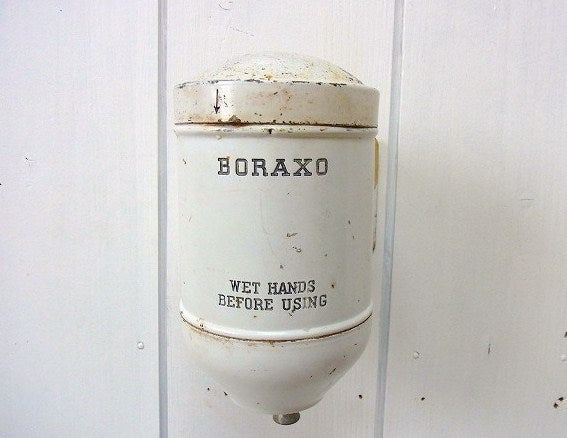 BORAXO
WET HANDS
BEFORE USING